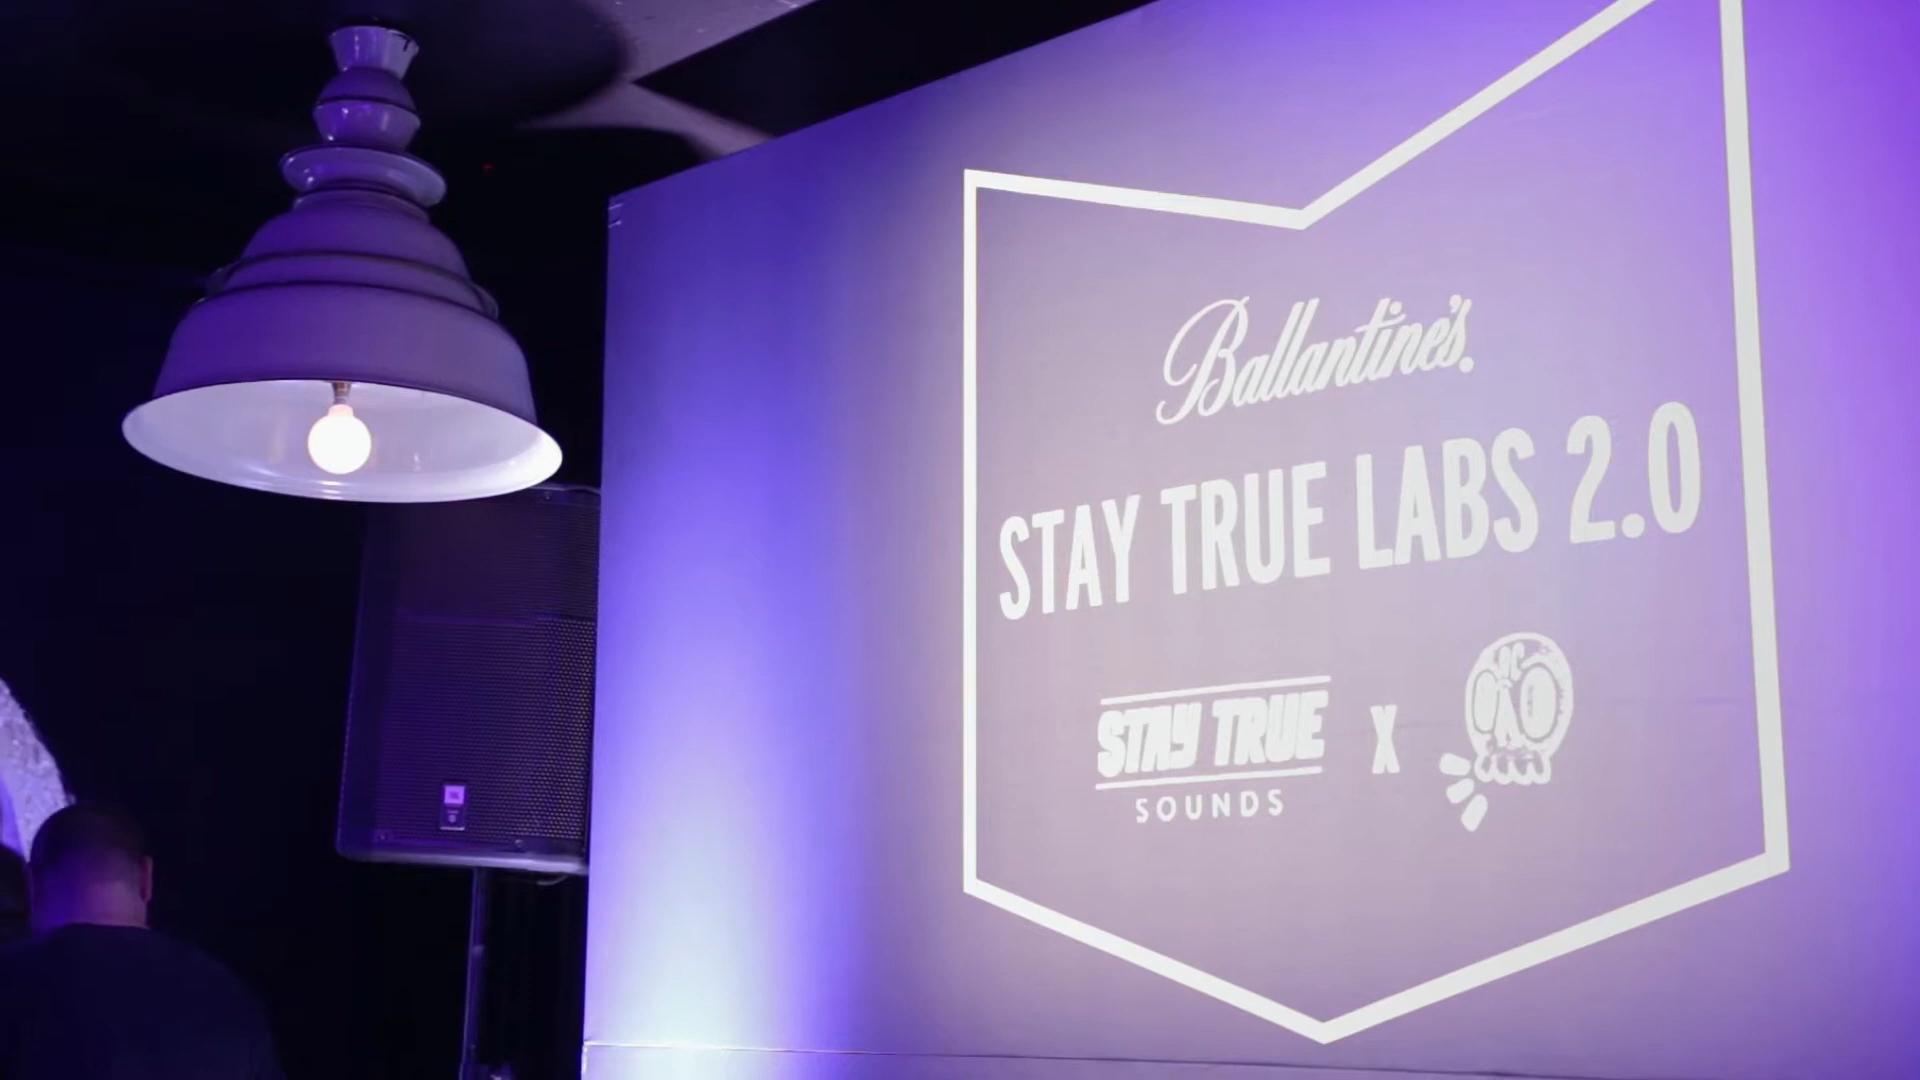 Ballantine's
STAY TRUE LABS 2.0
STAY TRUE X
SOUNDS